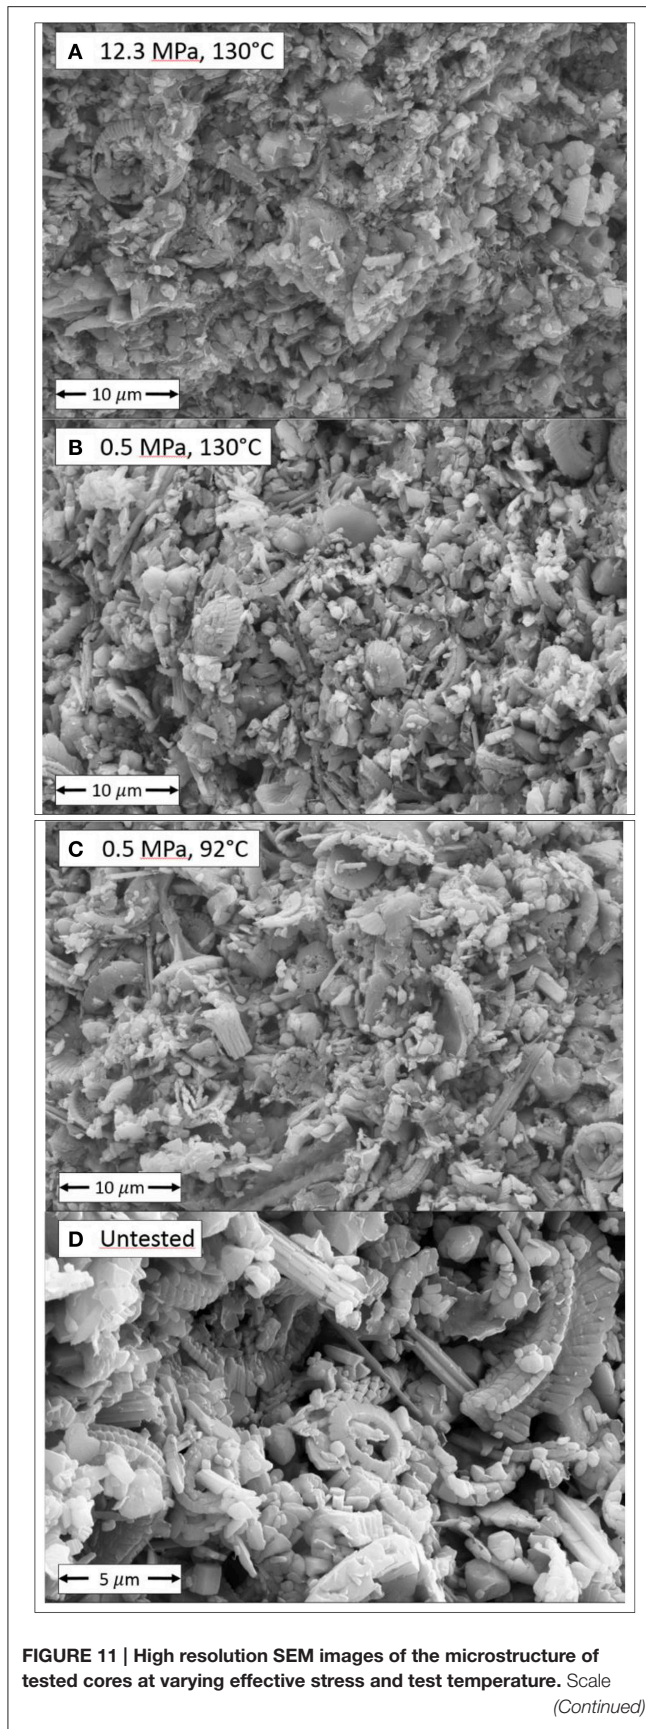 A 12.3 MPa, 130°C
10 μm
B 0.5 MPa, 130°C
10 μm
C 0.5 MPa, 92°C
10 μm
D Untested
5 μm
FIGURE 11 | High resolution SEM images of the microstructure of
tested cores at varying effective stress and test temperature. Scale
(Continued)